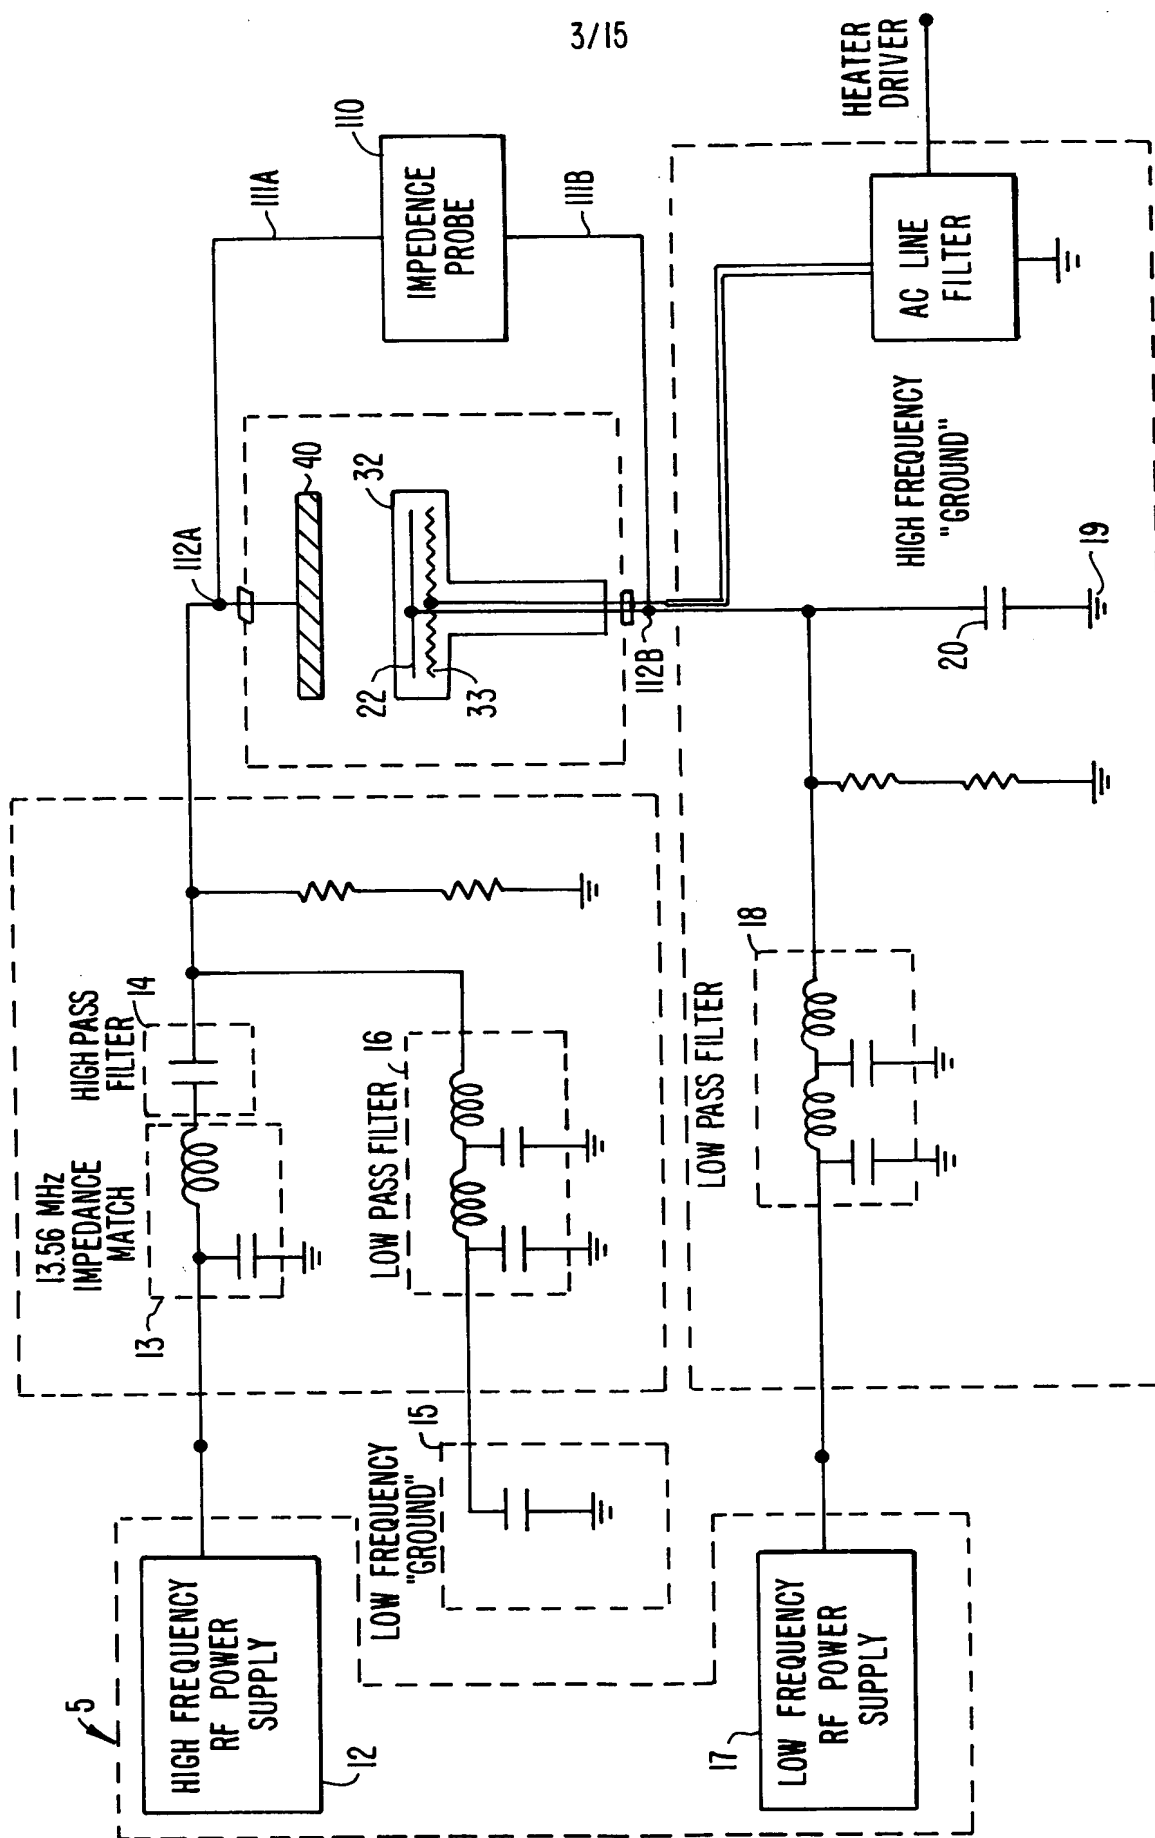 3/15
5
HIGH FREQUENCY
RF POWER
SUPPLY
12
13.56 MHz
IMPEDANCE
MATCH
13
HIGH PASS
FILTER
14
LOW FREQUENCY
"GROUND"
15
LOW PASS FILTER
16
112A
111A
110
IMPEDENCE
PROBE
111B
40
32
22
33
112B
17
LOW FREQUENCY
RF POWER
SUPPLY
LOW PASS FILTER
18
20
19
HIGH FREQUENCY
"GROUND"
AC LINE
FILTER
HEATER
DRIVER